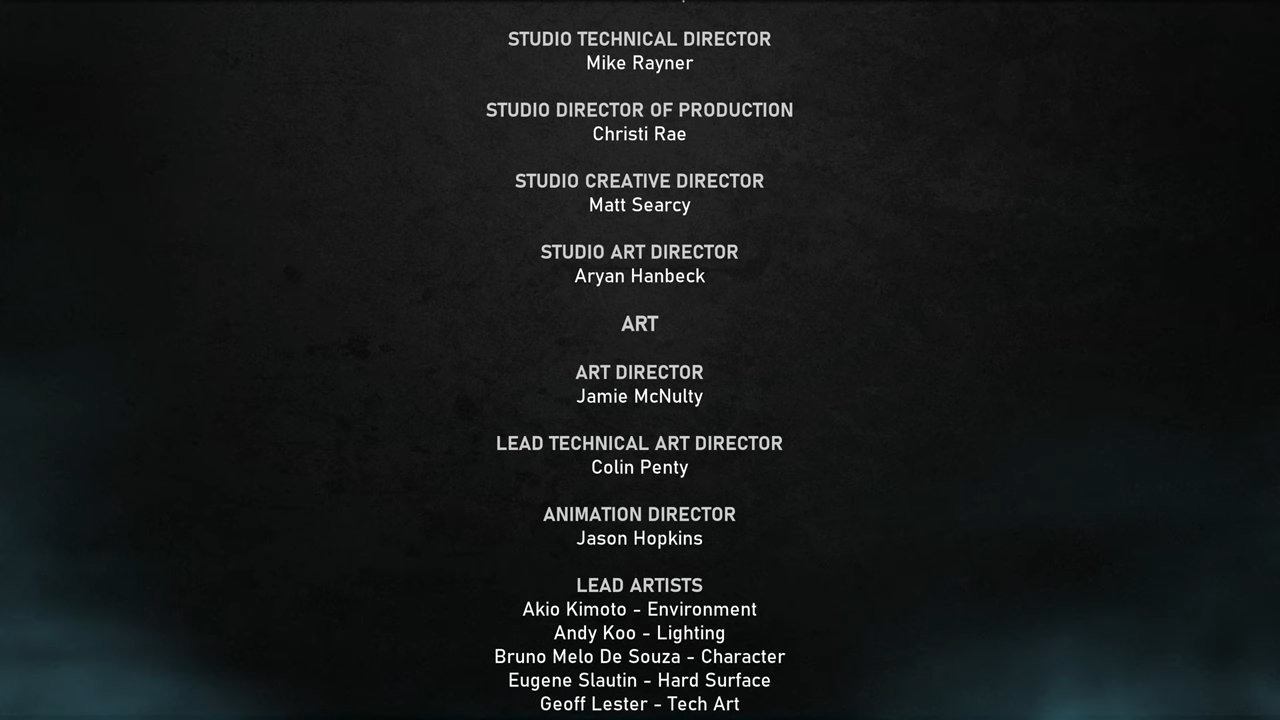 STUDIO TECHNICAL DIRECTOR
Mike Rayner
STUDIO DIRECTOR OF PRODUCTION
Christi Rae
STUDIO CREATIVE DIRECTOR
Matt Searcy
STUDIO ART DIRECTOR
Aryan Hanbeck
ART
ART DIRECTOR
Jamie McNulty
LEAD TECHNICAL ART DIRECTOR
Colin Penty
ANIMATION DIRECTOR
Jason Hopkins
LEAD ARTISTS
Akio Kimoto - Environment
Andy Koo - Lighting
Bruno Melo De Souza - Character
Eugene Slautin - Hard Surface
Geoff Lester - Tech Art